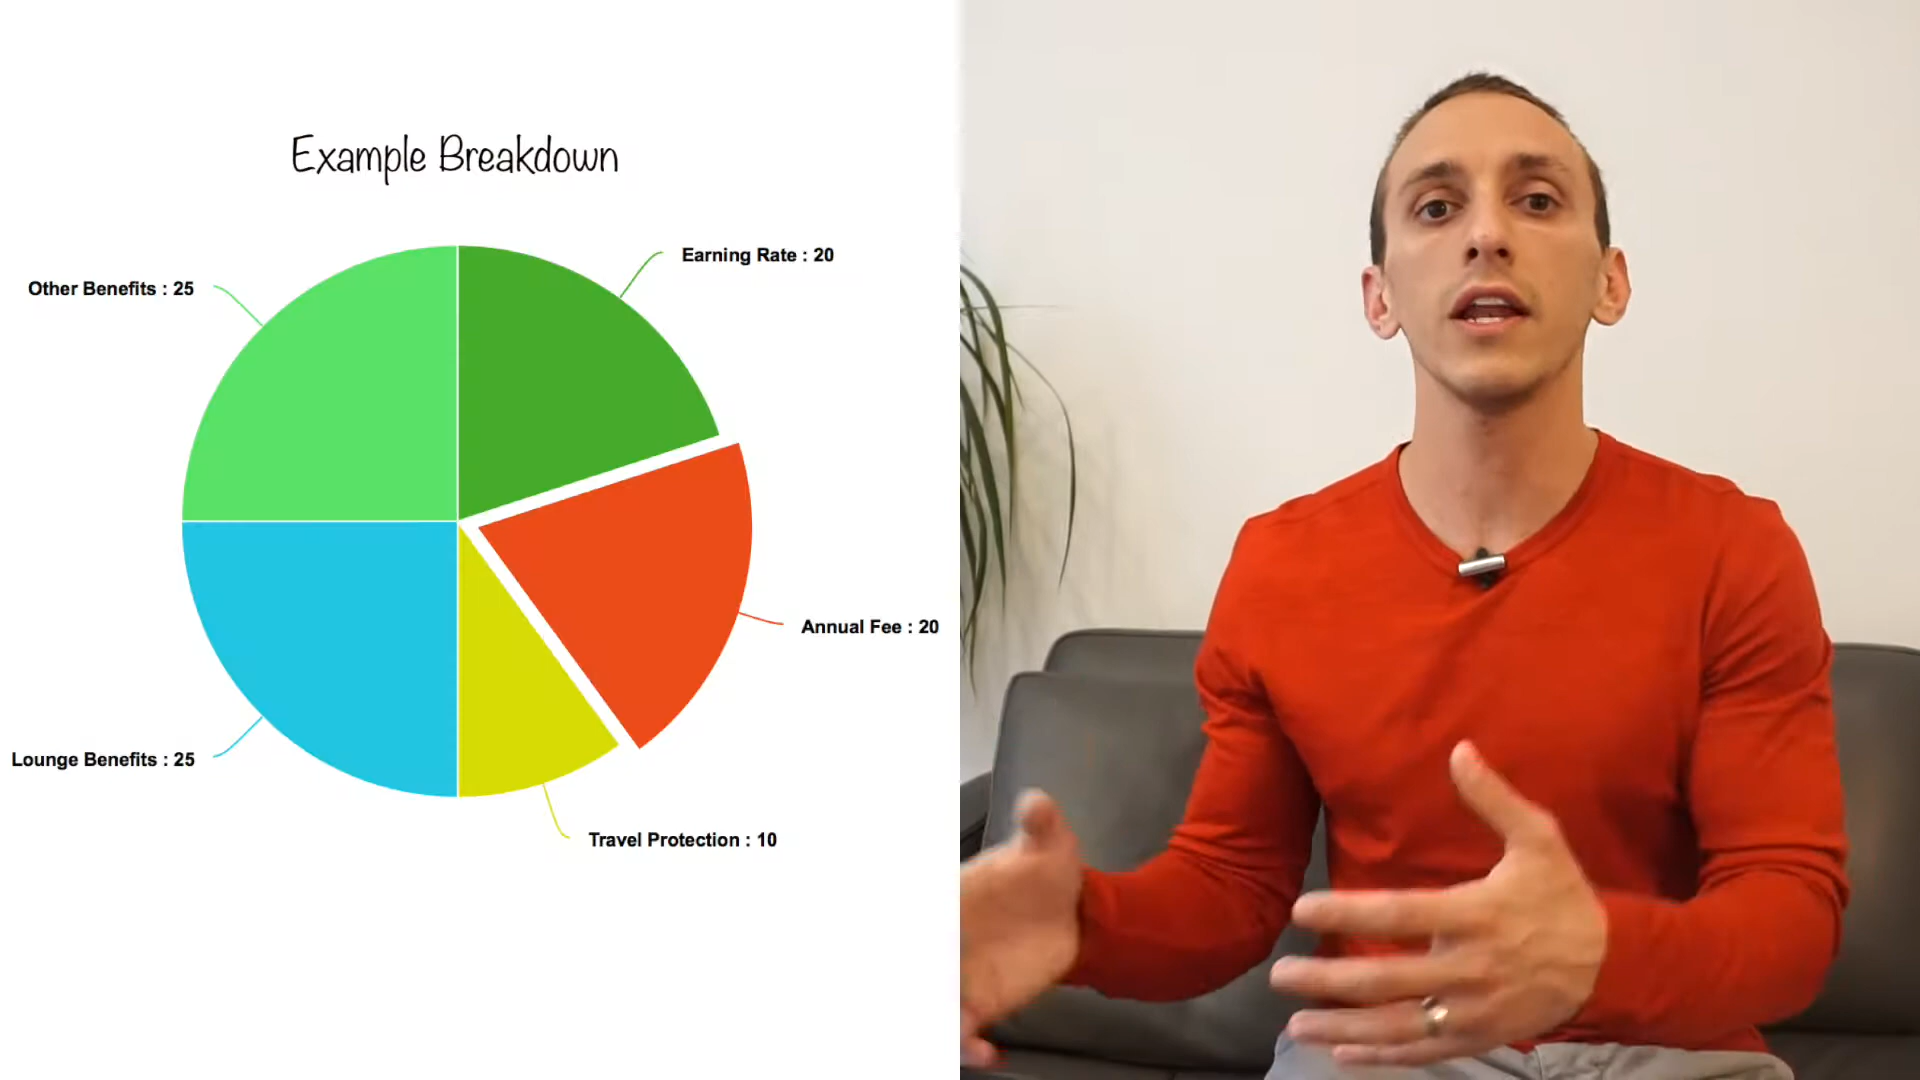 Example Breakdown
Earning Rate : 20
Other Benefits : 25
Annual Fee : 20
Lounge Benefits : 25
Travel Protection : 10